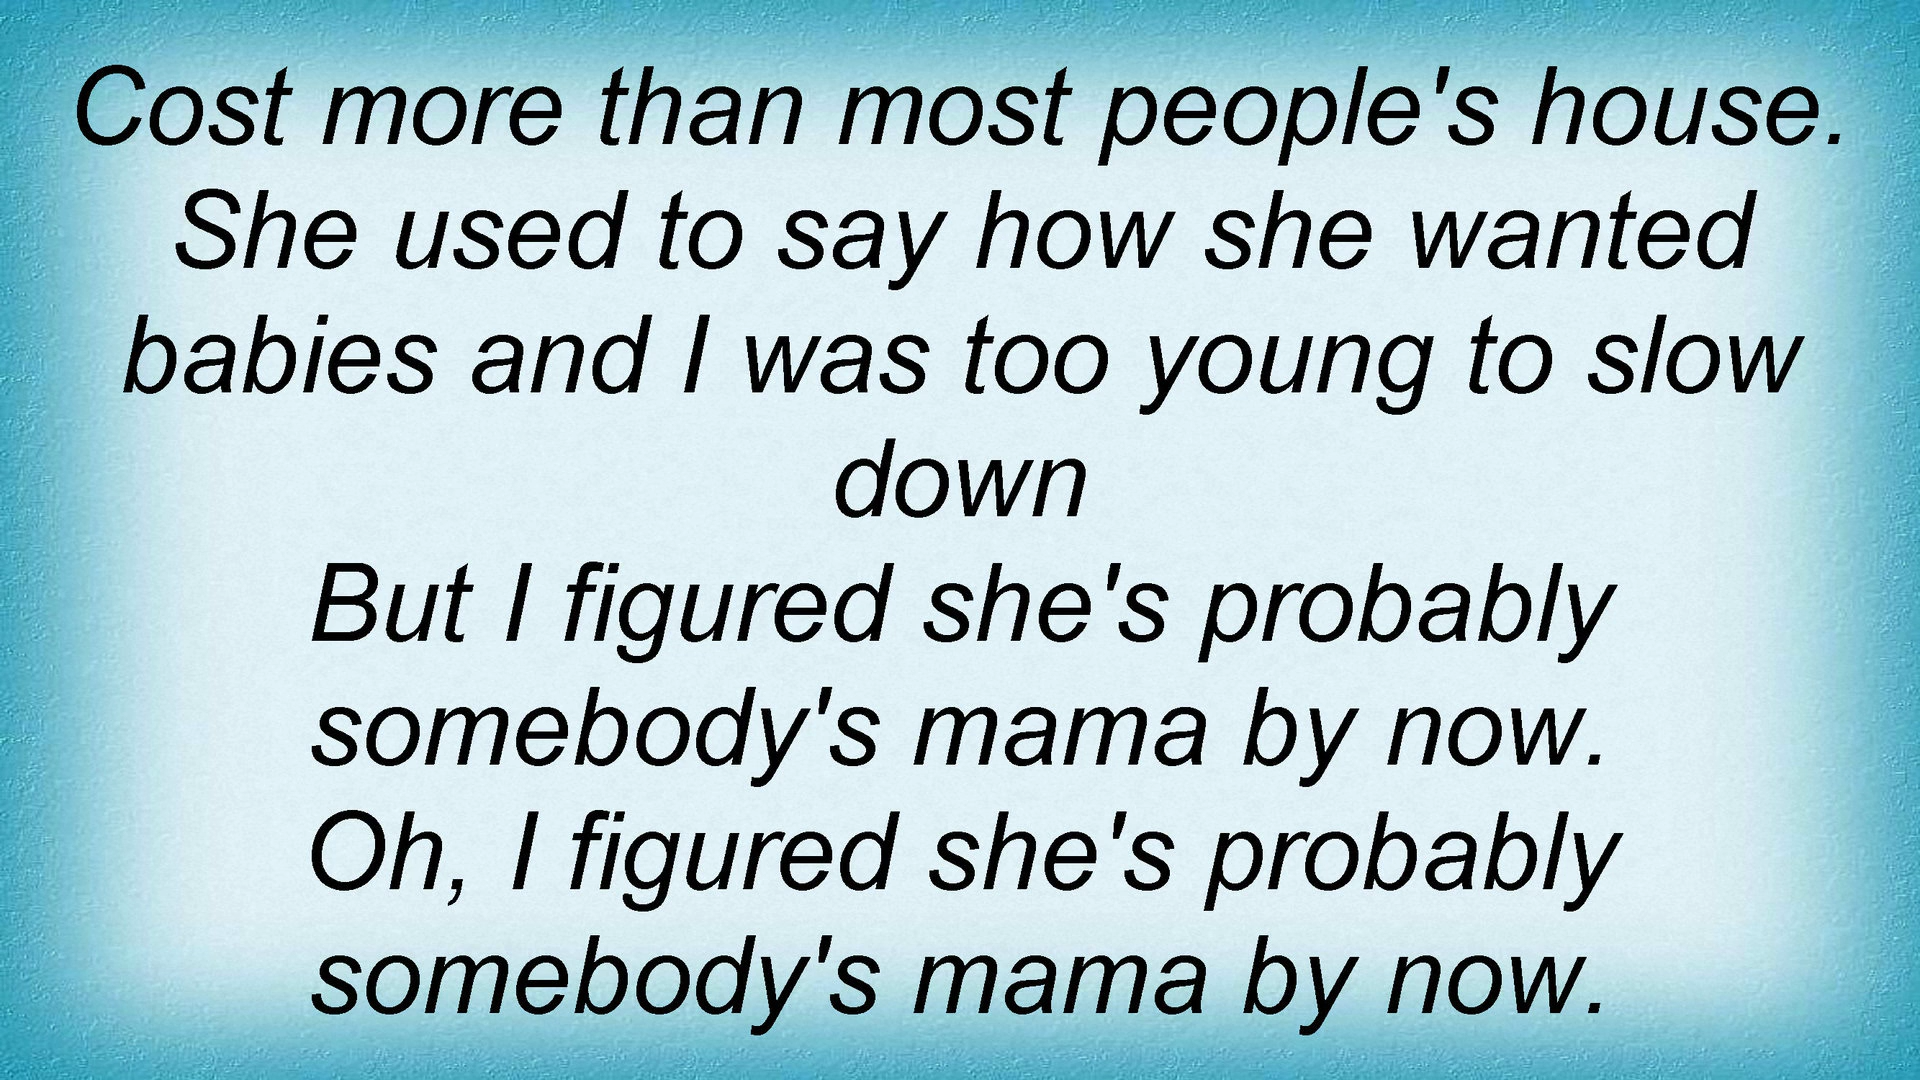 Cost more than most people's house.
She used to say how she wanted
babies and I was too young to slow
down
But I figured she's probably
somebody's mama by now.
Oh, I figured she's probably
somebody's mama by now.